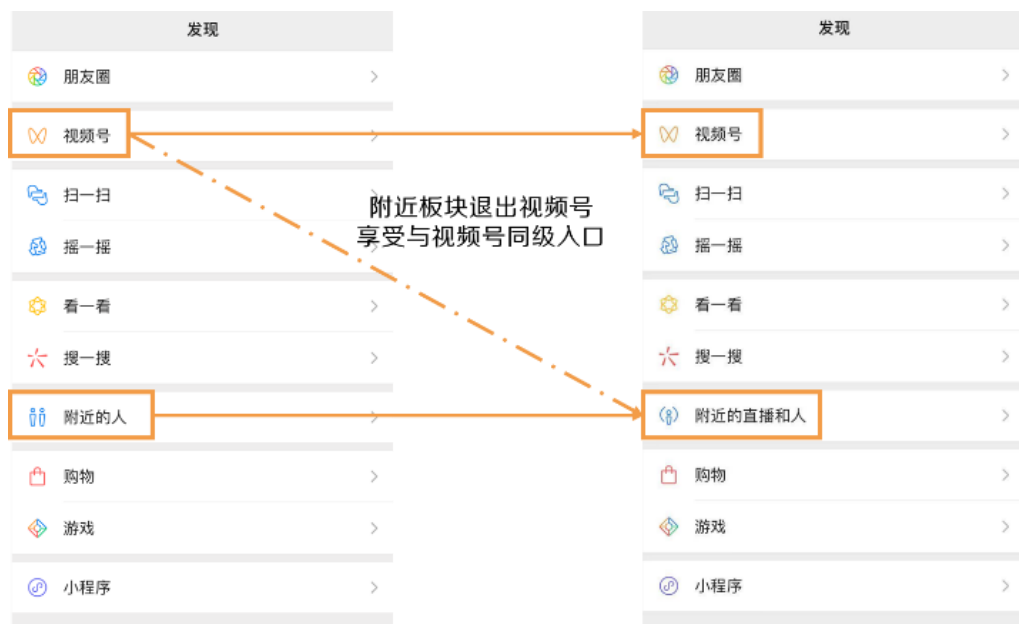 发现
朋友圈
视频号
扫一扫
摇一摇
看一看
搜一搜
附近的人
购物
游戏
小程序
附近板块退出视频号
享受与视频号同级入口
发现
朋友圈
视频号
扫一扫
摇一摇
看一看
搜一搜
附近的直播和人
购物
游戏
小程序